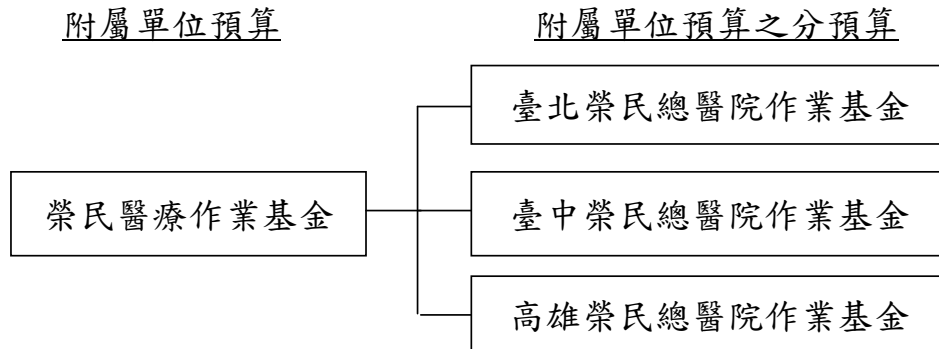 附屬單位預算
附屬單位預算之分預算
臺北榮民總醫院作業基金
榮民醫療作業基金
臺中榮民總醫院作業基金
高雄榮民總醫院作業基金